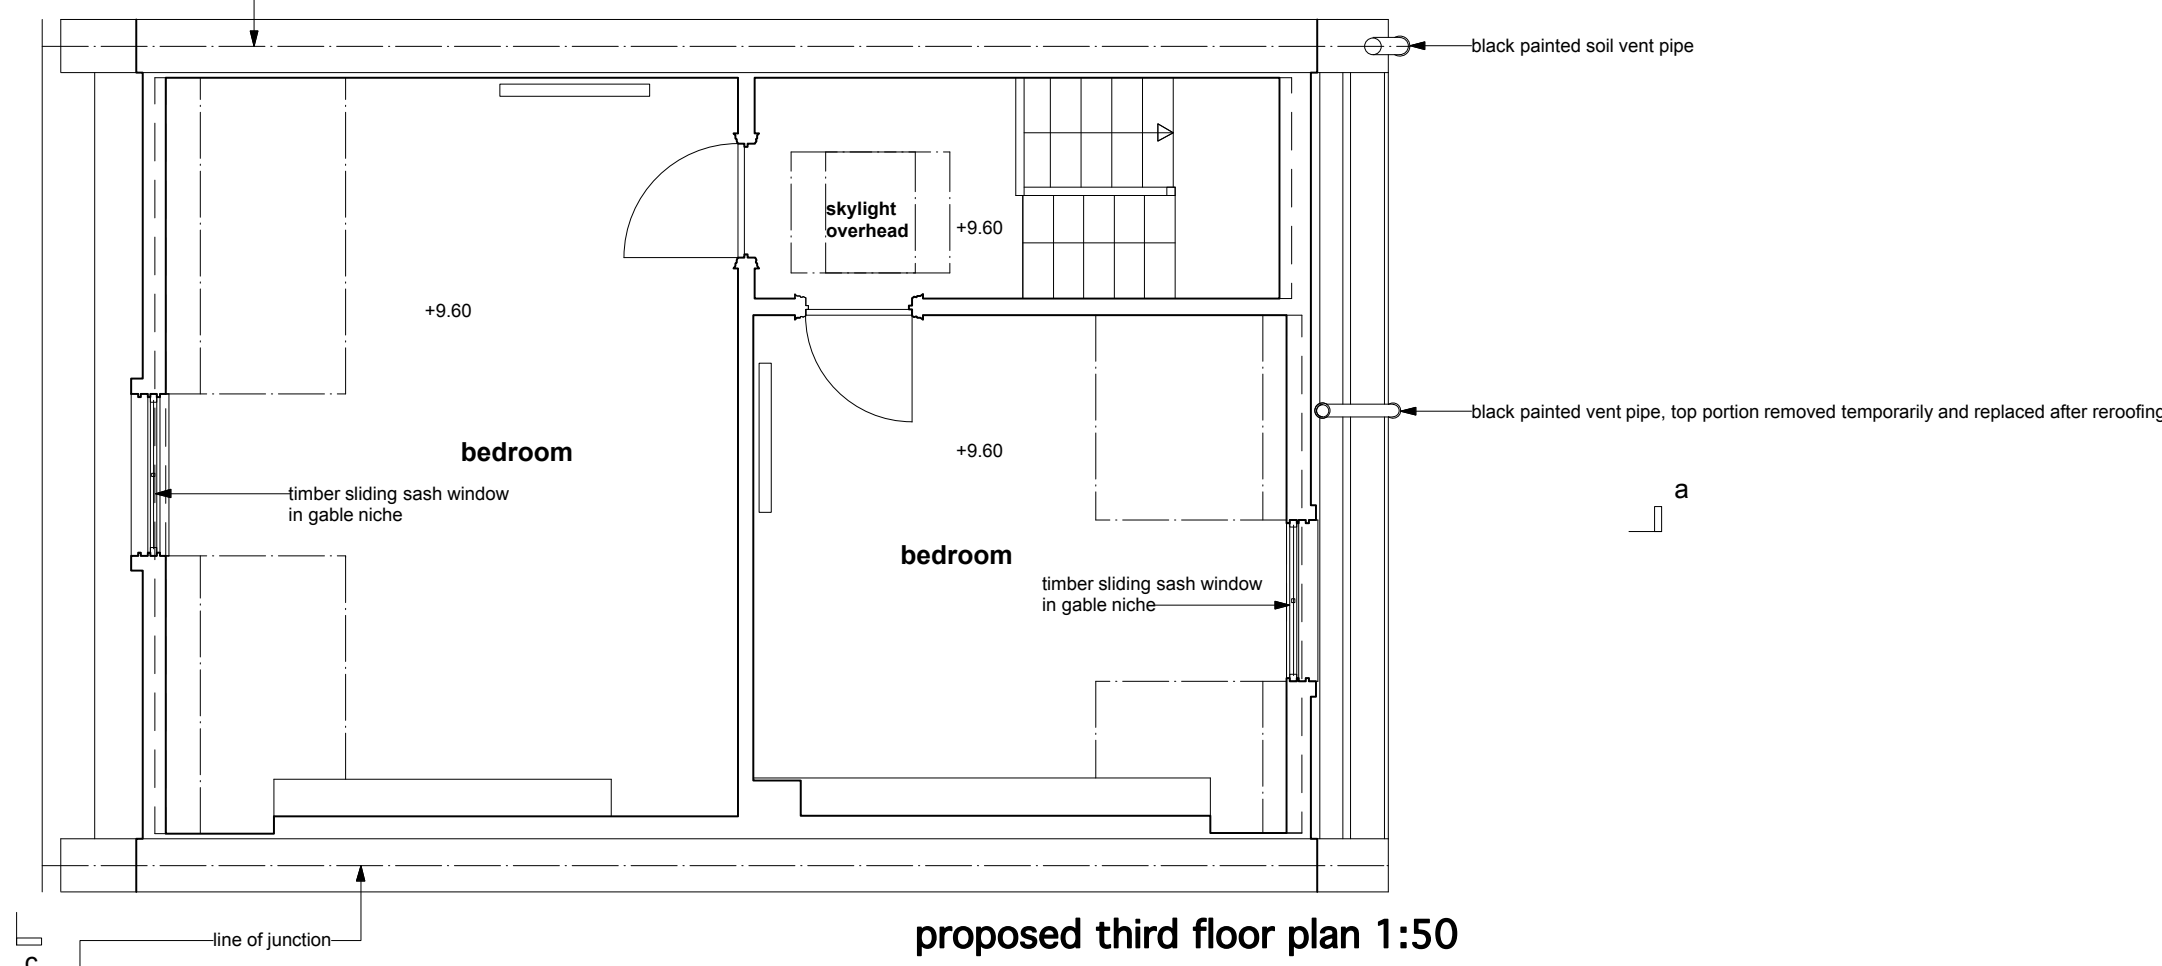 black painted soil vent pipe
skylight
overhead
+9.60
+9.60
black painted vent pipe, top portion removed temporarily and replaced after reroofing
bedroom
+9.60
timber sliding sash window
in gable niche
a
bedroom
timber sliding sash window
in gable niche
line of junction
proposed third floor plan 1:50
c